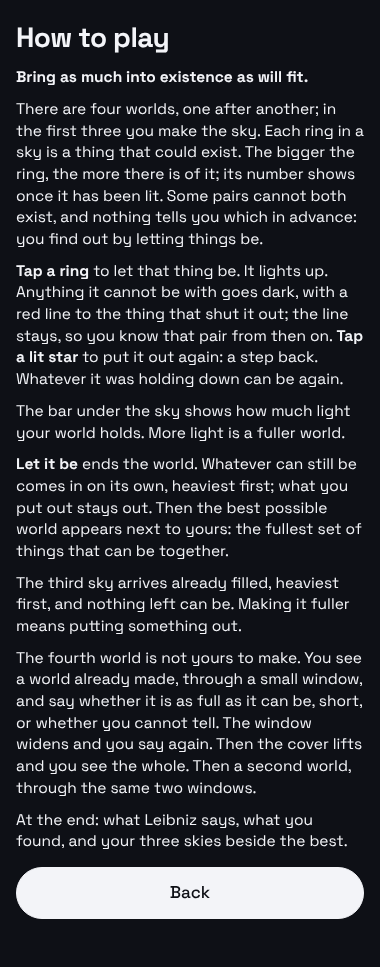 How to play
Bring as much into existence as will fit.
There are four worlds, one after another; in
the first three you make the sky. Each ring in a
sky is a thing that could exist. The bigger the
ring, the more there is of it; its number shows
once it has been lit. Some pairs cannot both
exist, and nothing tells you which in advance:
you find out by letting things be.
Tap a ring to let that thing be. It lights up.
Anything it cannot be with goes dark, with a
red line to the thing that shut it out; the line
stays, so you know that pair from then on. Tap
a lit star to put it out again: a step back.
Whatever it was holding down can be again.
The bar under the sky shows how much light
your world holds. More light is a fuller world.
Let it be ends the world. Whatever can still be
comes in on its own, heaviest first; what you
put out stays out. Then the best possible
world appears next to yours: the fullest set of
things that can be together.
The third sky arrives already filled, heaviest
first, and nothing left can be. Making it fuller
means putting something out.
The fourth world is not yours to make. You see
a world already made, through a small window,
and say whether it is as full as it can be, short,
or whether you cannot tell. The window
widens and you say again. Then the cover lifts
and you see the whole. Then a second world,
through the same two windows.
At the end: what Leibniz says, what you
found, and your three skies beside the best.
Back